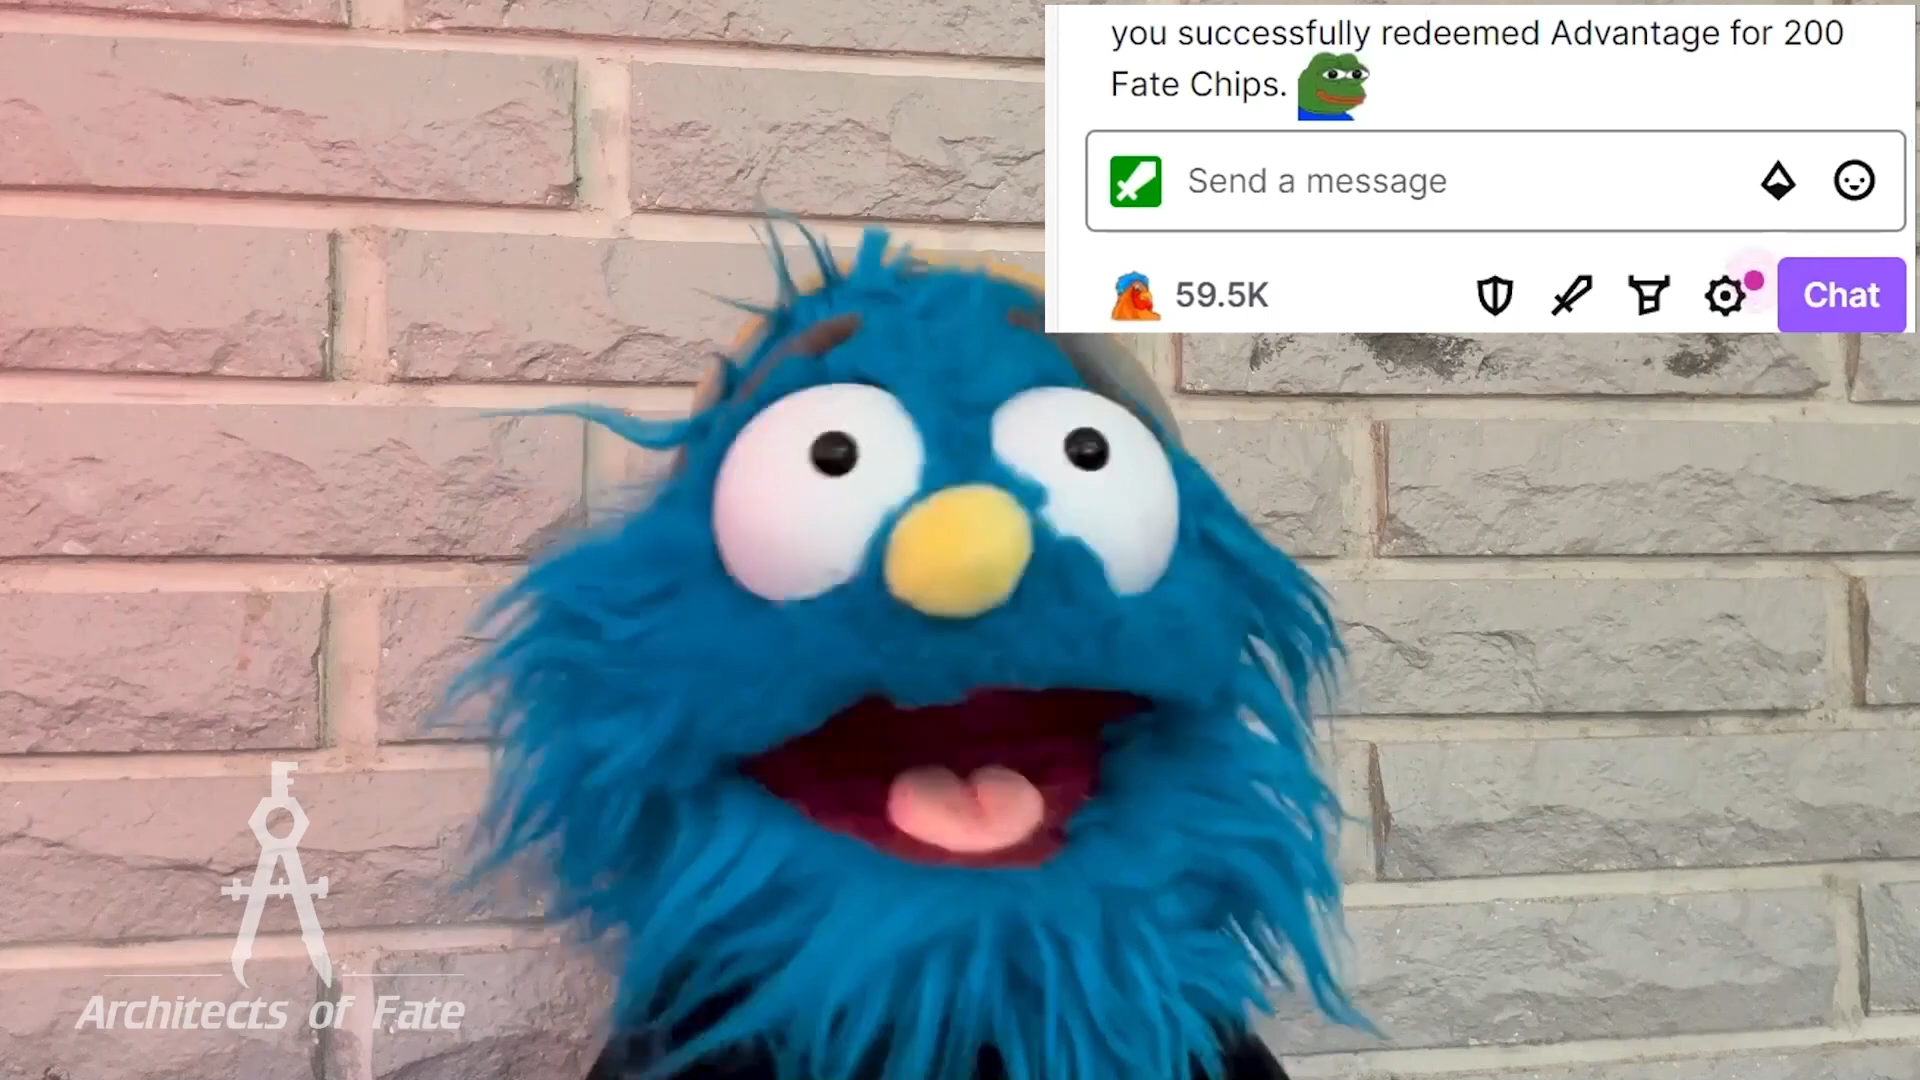 you successfully redeemed Advantage for 200
Fate Chips.
Send a message
59.5K
Chat
Architects of Fate